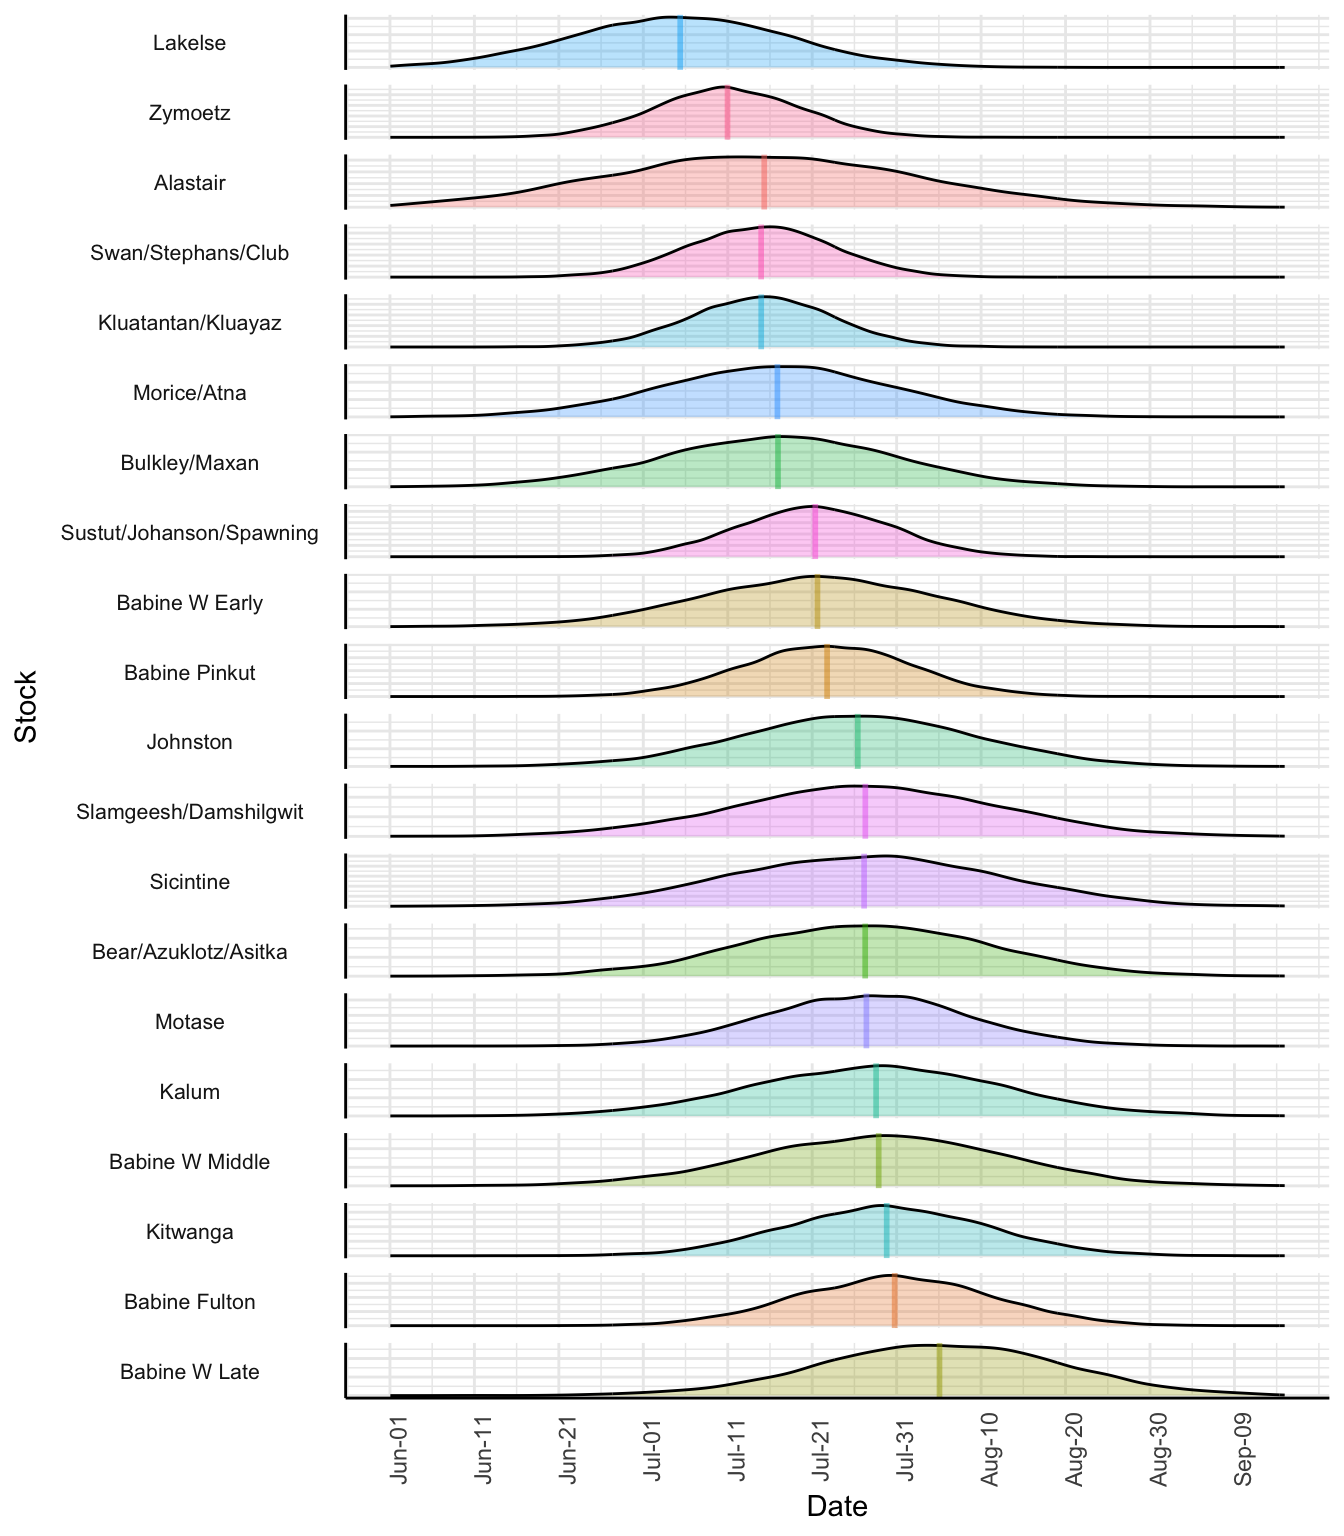 Lakelse
Zymoetz
Alastair
Swan/Stephans/Club
Kluatantan/Kluayaz
Morice/Atna
Bulkley/Maxan
Sustut/Johanson/Spawning
Babine W Early
Babine Pinkut
Johnston
Slamgeesh/Damshilgwit
Sicintine
Bear/Azuklotz/Asitka
Motase
Kalum
Babine W Middle
Kitwanga
Babine Fulton
Babine W Late
Stock
Jun-01
Jun-11
Jun-21
Jul-01
Jul-11
Jul-21
Jul-31
Aug-10
Aug-20
Aug-30
Sep-09
Date